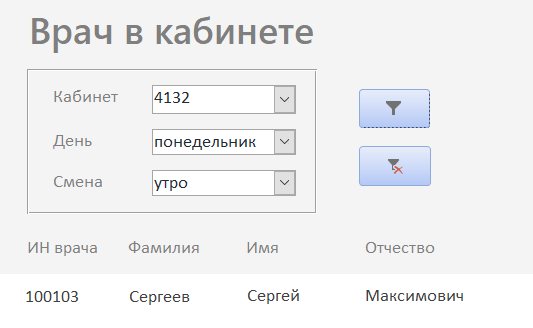 Врач в кабинете
Кабинет 4132
День понедельник
Смена утро
ИН врача Фамилия Имя Отчество
100103 Сергеев Сергей Максимович